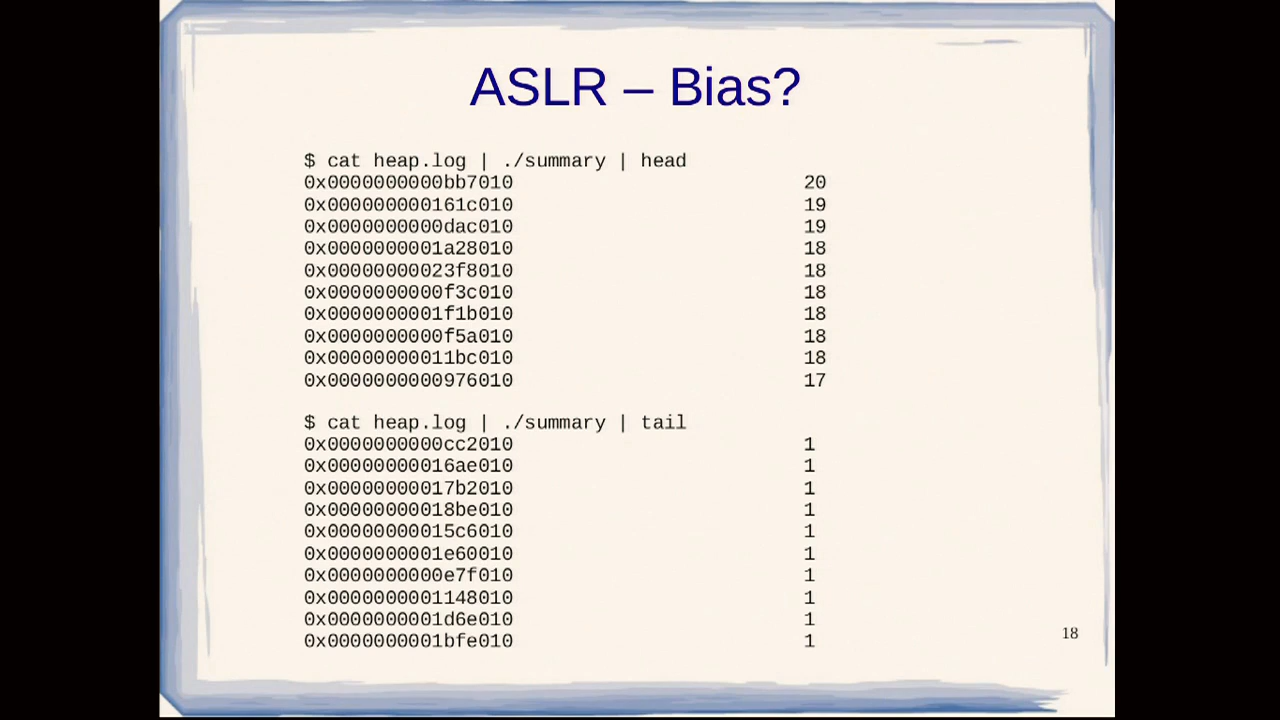 ASLR – Bias?
$ cat heap.log | ./summary | head
0x0000000000bb7010 20
0x000000000161c010 19
0x0000000000dac010 19
0x0000000001a28010 18
0x00000000023f8010 18
0x0000000000f3c010 18
0x0000000001f1b010 18
0x0000000000f5a010 18
0x00000000011bc010 18
0x0000000000976010 17
$ cat heap.log | ./summary | tail
0x0000000000cc2010 1
0x00000000016ae010 1
0x00000000017b2010 1
0x00000000018be010 1
0x00000000015c6010 1
0x0000000001e60010 1
0x0000000000e7f010 1
0x0000000001148010 1
0x0000000001d6e010 1
0x0000000001bfe010 1
18